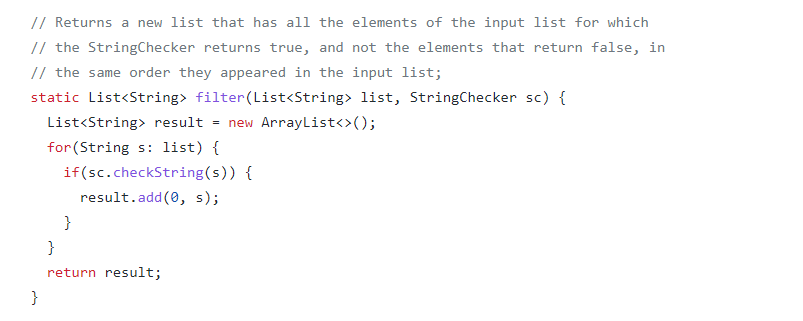 // Returns a new list that has all the elements of the input list for which
// the StringChecker returns true, and not the elements that return false, in
// the same order they appeared in the input list;
static List<String> filter(List<String> list, StringChecker sc) {
  List<String> result = new ArrayList<>();
  for(String s: list) {
    if(sc.checkString(s)) {
      result.add(0, s);
    }
  }
  return result;
}